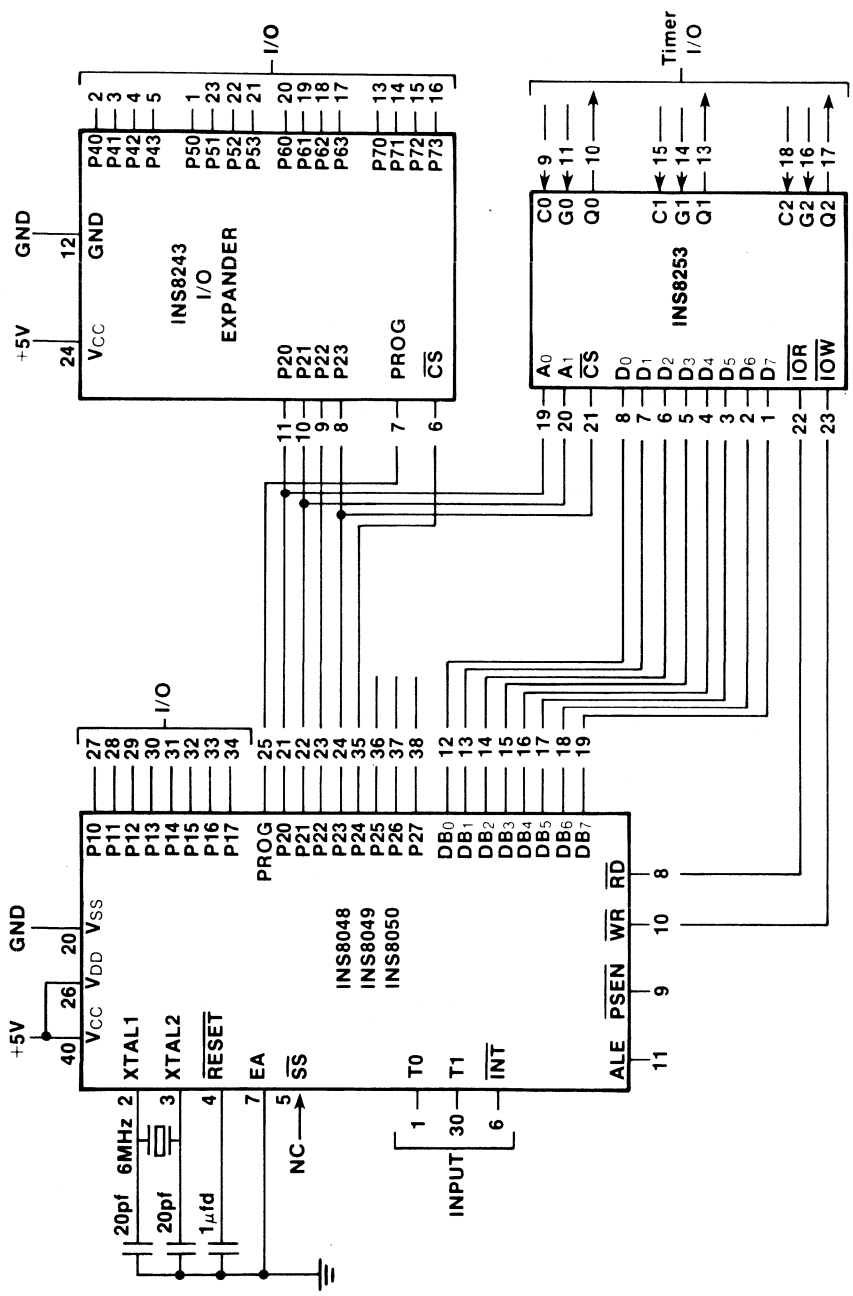 +5V
GND
40
26
20
VCC
VDD
VSS
20pf
6MHz
2
XTAL1
20pf
3
XTAL2
1µfd
4
RESET
7
EA
5
SS
NC
INPUT
1
T0
30
T1
6
INT
INS8048
INS8049
INS8050
ALE
11
PSEN
9
WR
10
RD
8
P10 27
P11 28
P12 29
P13 30
P14 31
P15 32
P16 33
P17 34
I/O
PROG 25
P20 21
P21 22
P22 23
P23 24
P24 35
P25 36
P26 37
P27 38
DB0 12
DB1 13
DB2 14
DB3 15
DB4 16
DB5 17
DB6 18
DB7 19
+5V
GND
24
12
VCC
GND
INS8243
I/O
EXPANDER
11 P20
10 P21
9 P22
8 P23
7 PROG
6 CS
P40 2
P41 3
P42 4
P43 5
P50 1
P51 23
P52 22
P53 21
P60 20
P61 19
P62 18
P63 17
P70 13
P71 14
P72 15
P73 16
I/O
INS8253
19 A0
20 A1
21 CS
8 D0
7 D1
6 D2
5 D3
4 D4
3 D5
2 D6
1 D7
22 IOR
23 IOW
C0 9
G0 11
Q0 10
C1 15
G1 14
Q1 13
C2 18
G2 16
Q2 17
Timer
I/O